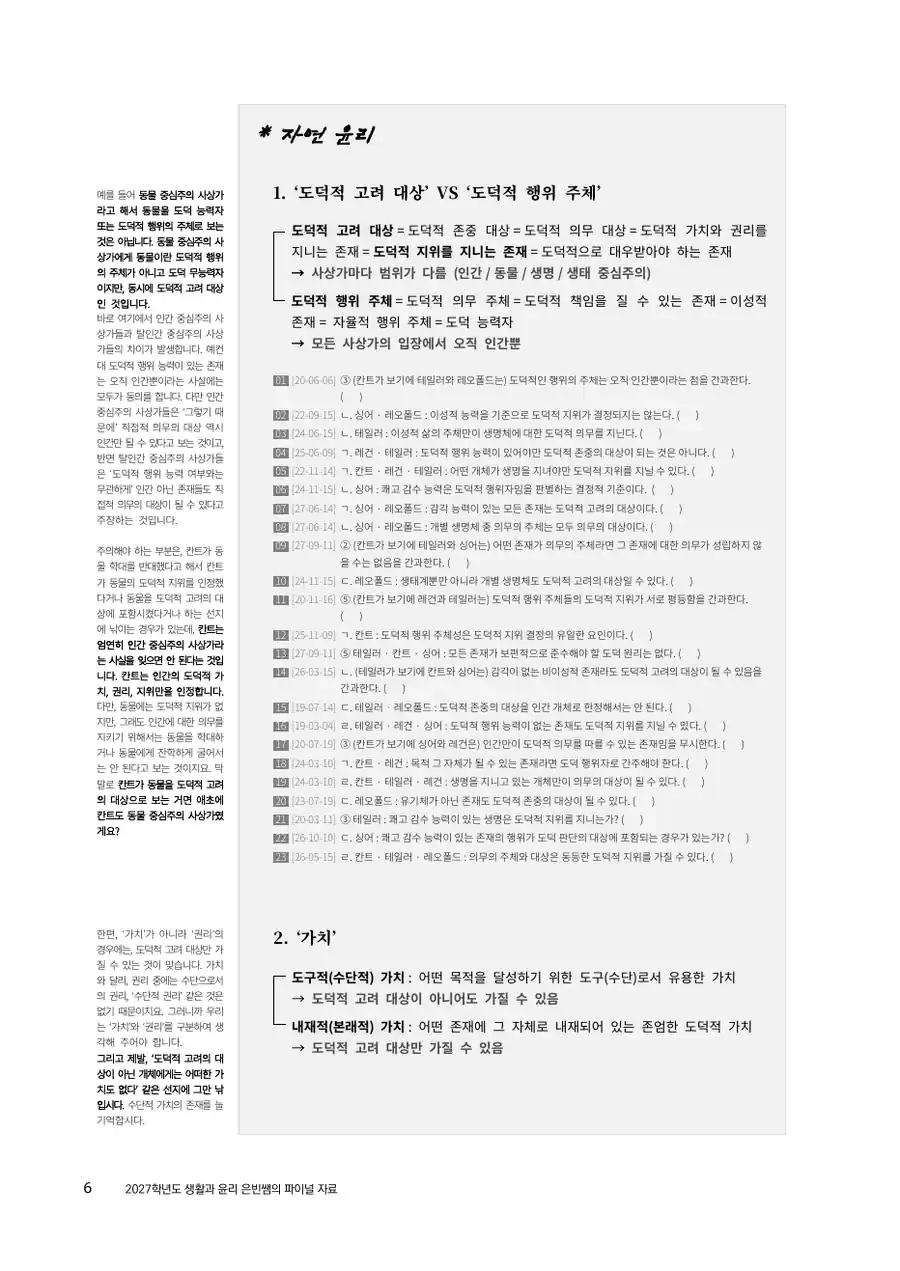 * 자연 윤리
예를 들어 동물 중심주의 사상가
라고 해서 동물을 도덕 능력자
또는 도덕적 행위의 주체로 보는
것은 아닙니다. 동물 중심주의 사
상가에게 동물이란 도덕적 행위
의 주체가 아니고 도덕 무능력자
이지만, 동시에 도덕적 고려 대상
인 것입니다.
바로 여기에서 인간 중심주의 사
상가들과 탈인간 중심주의 사상
가들의 차이가 발생합니다. 예컨
대 도덕적 행위 능력이 있는 존재
는 오직 인간뿐이라는 사실에는
모두가 동의를 합니다. 다만 인간
중심주의 사상가들은 ‘그렇기 때
문에’ 직접적 의무의 대상 역시
인간만 될 수 있다고 보는 것이고,
반면 탈인간 중심주의 사상가들
은 ‘도덕적 행위 능력 여부와는
무관하게’ 인간 아닌 존재들도 직
접적 의무의 대상이 될 수 있다고
주장하는 것입니다.
주의해야 하는 부분은, 칸트가 동
물 학대를 반대했다고 해서 칸트
가 동물의 도덕적 지위를 인정했
다거나 동물을 도덕적 고려의 대
상에 포함시켰다거나 하는 선지
에 낚이는 경우가 있는데, 칸트는
엄연히 인간 중심주의 사상가라
는 사실을 잊으면 안 된다는 것입
니다. 칸트는 인간의 도덕적 가
치, 권리, 지위만을 인정합니다.
다만, 동물에는 도덕적 지위가 없
지만, 그래도 인간에 대한 의무를
지키기 위해서는 동물을 학대하
거나 동물에게 잔학하게 굴어서
는 안 된다고 보는 것이지요. 막
말로 칸트가 동물을 도덕적 고려
의 대상으로 보는 거면 애초에
칸트도 동물 중심주의 사상가였
게요?
1. ‘도덕적 고려 대상’ VS ‘도덕적 행위 주체’
도덕적 고려 대상 = 도덕적 존중 대상 = 도덕적 의무 대상 = 도덕적 가치와 권리를
지니는 존재 = 도덕적 지위를 지니는 존재 = 도덕적으로 대우받아야 하는 존재
→ 사상가마다 범위가 다름 (인간 / 동물 / 생명 / 생태 중심주의)
도덕적 행위 주체 = 도덕적 의무 주체 = 도덕적 책임을 질 수 있는 존재 = 이성적
존재 = 자율적 행위 주체 = 도덕 능력자
→ 모든 사상가의 입장에서 오직 인간뿐
01 [20-06-06] ③ (칸트가 보기에 테일러와 레오폴드는) 도덕적인 행위의 주체는 오직 인간뿐이라는 점을 간과한다.
( )
02 [22-09-15] ㄴ. 싱어 · 레오폴드 : 이성적 능력을 기준으로 도덕적 지위가 결정되지는 않는다. ( )
03 [24-06-15] ㄴ. 테일러 : 이성적 삶의 주체만이 생명체에 대한 도덕적 의무를 지닌다. ( )
04 [25-06-09] ㄱ. 레건 · 테일러 : 도덕적 행위 능력이 있어야만 도덕적 존중의 대상이 되는 것은 아니다. ( )
05 [22-11-14] ㄱ. 칸트 · 레건 · 테일러 : 어떤 개체가 생명을 지녀야만 도덕적 지위를 지닐 수 있다. ( )
06 [24-11-15] ㄴ. 싱어 : 쾌고 감수 능력은 도덕적 행위자임을 판별하는 결정적 기준이다. ( )
07 [27-06-14] ㄱ. 싱어 · 레오폴드 : 감각 능력이 있는 모든 존재는 도덕적 고려의 대상이다. ( )
08 [27-06-14] ㄴ. 싱어 · 레오폴드 : 개별 생명체 중 의무의 주체는 모두 의무의 대상이다. ( )
09 [27-09-11] ② (칸트가 보기에 테일러와 싱어는) 어떤 존재가 의무의 주체라면 그 존재에 대한 의무가 성립하지 않
을 수는 없음을 간과한다. ( )
10 [24-11-15] ㄷ. 레오폴드 : 생태계뿐만 아니라 개별 생명체도 도덕적 고려의 대상일 수 있다. ( )
11 [20-11-16] ⑤ (칸트가 보기에 레건과 테일러는) 도덕적 행위 주체들의 도덕적 지위가 서로 평등함을 간과한다.
( )
12 [25-11-09] ㄱ. 칸트 : 도덕적 행위 주체성은 도덕적 지위 결정의 유일한 요인이다. ( )
13 [27-09-11] ⑤ 테일러 · 칸트 · 싱어 : 모든 존재가 보편적으로 준수해야 할 도덕 원리는 없다. ( )
14 [26-03-15] ㄴ. (테일러가 보기에 칸트와 싱어는) 감각이 없는 비이성적 존재라도 도덕적 고려의 대상이 될 수 있음을
간과한다. ( )
15 [19-07-14] ㄷ. 테일러 · 레오폴드 : 도덕적 존중의 대상을 인간 개체로 한정해서는 안 된다. ( )
16 [19-03-04] ㄹ. 테일러 · 레건 · 싱어 : 도덕적 행위 능력이 없는 존재도 도덕적 지위를 지닐 수 있다. ( )
17 [20-07-19] ③ (칸트가 보기에 싱어와 레건은) 인간만이 도덕적 의무를 따를 수 있는 존재임을 무시한다. ( )
18 [24-03-10] ㄱ. 칸트 · 레건 : 목적 그 자체가 될 수 있는 존재라면 도덕 행위자로 간주해야 한다. ( )
19 [24-03-10] ㄹ. 칸트 · 테일러 · 레건 : 생명을 지니고 있는 개체만이 의무의 대상이 될 수 있다. ( )
20 [23-07-19] ㄷ. 레오폴드 : 유기체가 아닌 존재도 도덕적 존중의 대상이 될 수 있다. ( )
21 [20-03-11] ③ 테일러 : 쾌고 감수 능력이 있는 생명은 도덕적 지위를 지니는가? ( )
22 [26-10-10] ㄷ. 싱어 : 쾌고 감수 능력이 있는 존재의 행위가 도덕 판단의 대상에 포함되는 경우가 있는가? ( )
23 [26-05-15] ㄹ. 칸트 · 테일러 · 레오폴드 : 의무의 주체와 대상은 동등한 도덕적 지위를 가질 수 있다. ( )
한편, ‘가치’가 아니라 ‘권리’의
경우에는, 도덕적 고려 대상만 가
질 수 있는 것이 맞습니다. 가치
와 달리, 권리 중에는 수단으로서
의 권리, ‘수단적 권리’ 같은 것은
없기 때문이지요. 그러니까 우리
는 ‘가치’와 ‘권리’를 구분하여 생
각해 주어야 합니다.
그리고 제발, ‘도덕적 고려의 대
상이 아닌 개체에게는 어떠한 가
치도 없다’ 같은 선지에 그만 낚
입시다. 수단적 가치의 존재를 늘
기억합시다.
2. ‘가치’
도구적(수단적) 가치 : 어떤 목적을 달성하기 위한 도구(수단)로서 유용한 가치
→ 도덕적 고려 대상이 아니어도 가질 수 있음
내재적(본래적) 가치 : 어떤 존재에 그 자체로 내재되어 있는 존엄한 도덕적 가치
→ 도덕적 고려 대상만 가질 수 있음
6 2027학년도 생활과 윤리 은빈쌤의 파이널 자료